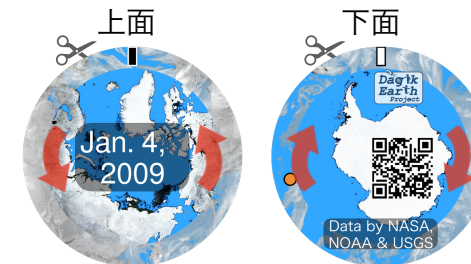 上面
下面
Dagik
Earth
Project
Jan. 4,
2009
Data by NASA,
NOAA & USGS